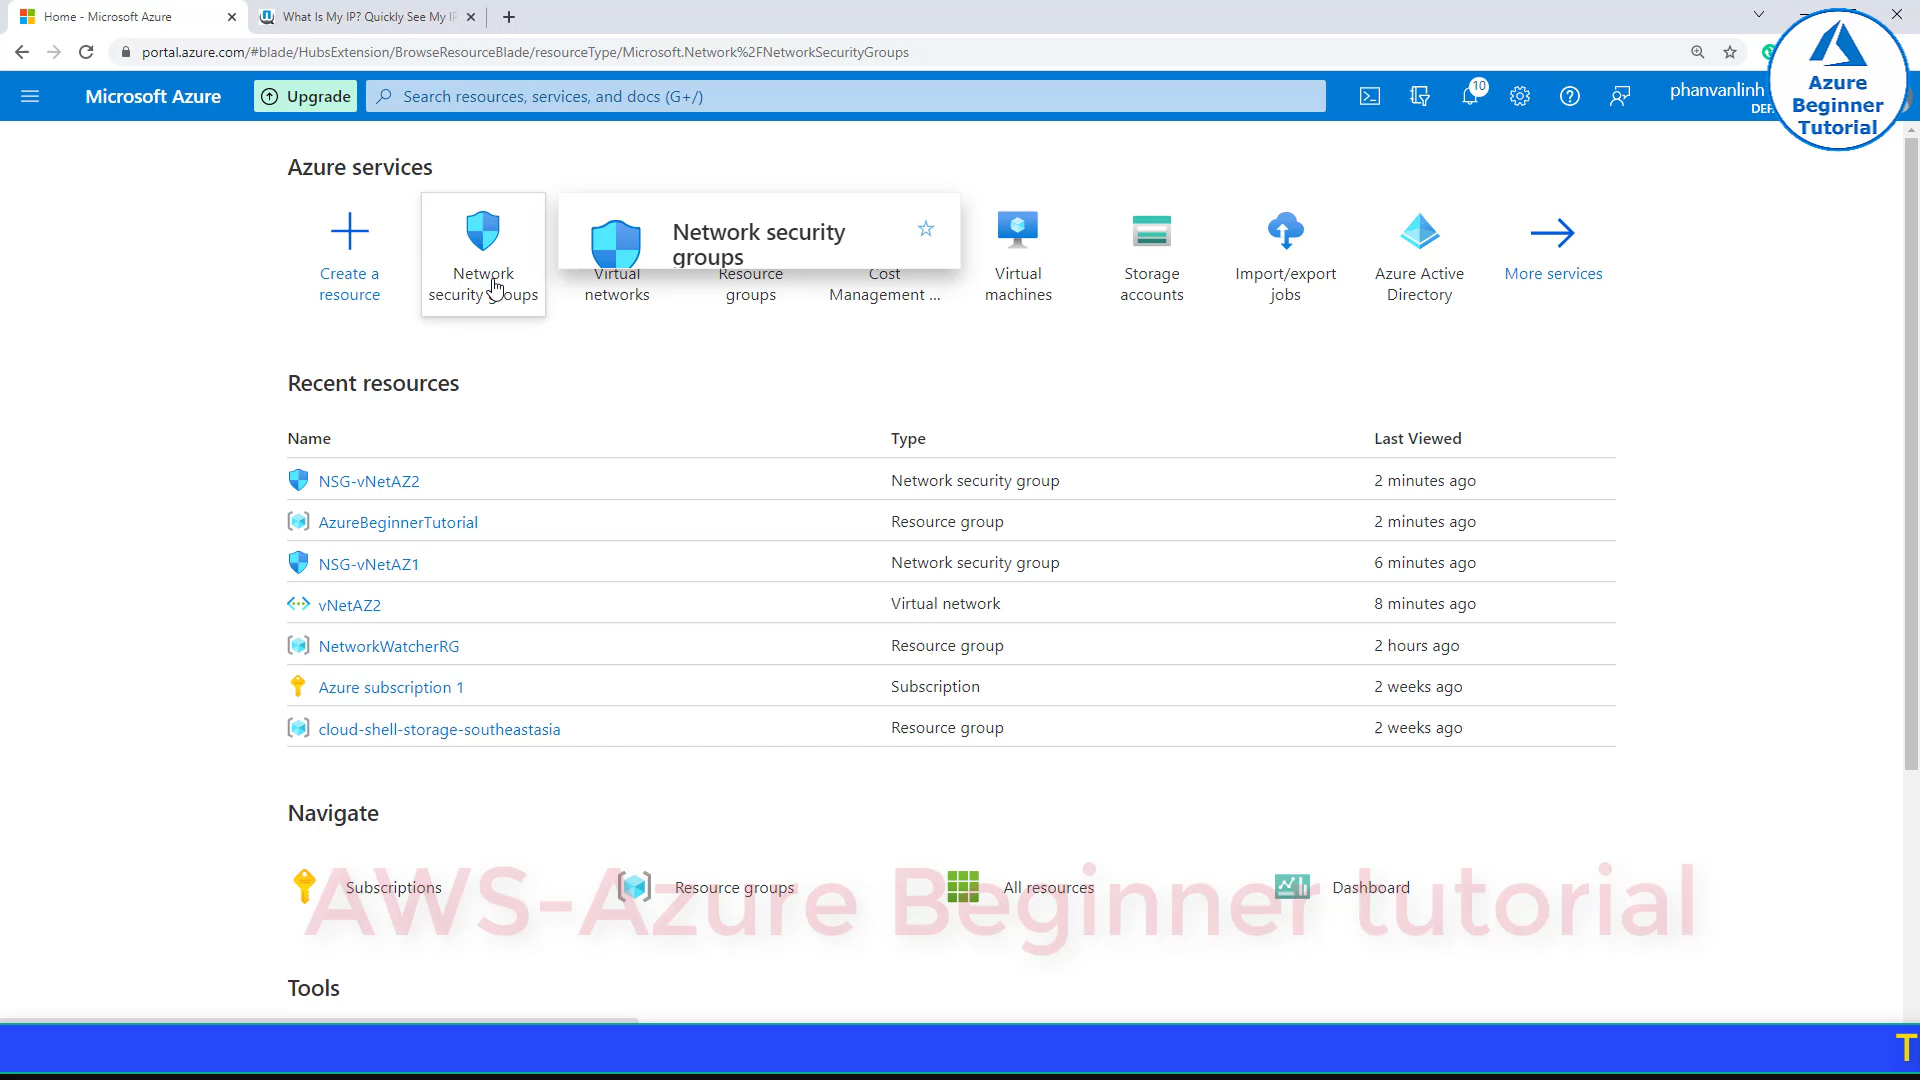 Home - Microsoft Azure
What Is My IP? Quickly See My IP
portal.azure.com/#blade/HubsExtension/BrowseResourceBlade/resourceType/Microsoft.Network%2FNetworkSecurityGroups
Microsoft Azure
Upgrade
Search resources, services, and docs (G+/)
10
phanvanlinh
DEF
Azure
Beginner
Tutorial
Azure services
Create a
resource
Network
security groups
Network security
groups
Virtual
networks
Resource
groups
Cost
Management ...
Virtual
machines
Storage
accounts
Import/export
jobs
Azure Active
Directory
More services
Recent resources
Name Type Last Viewed
NSG-vNetAZ2 Network security group 2 minutes ago
AzureBeginnerTutorial Resource group 2 minutes ago
NSG-vNetAZ1 Network security group 6 minutes ago
vNetAZ2 Virtual network 8 minutes ago
NetworkWatcherRG Resource group 2 hours ago
Azure subscription 1 Subscription 2 weeks ago
cloud-shell-storage-southeastasia Resource group 2 weeks ago
Navigate
Subscriptions Resource groups All resources Dashboard
AWS-Azure Beginner tutorial
Tools
T